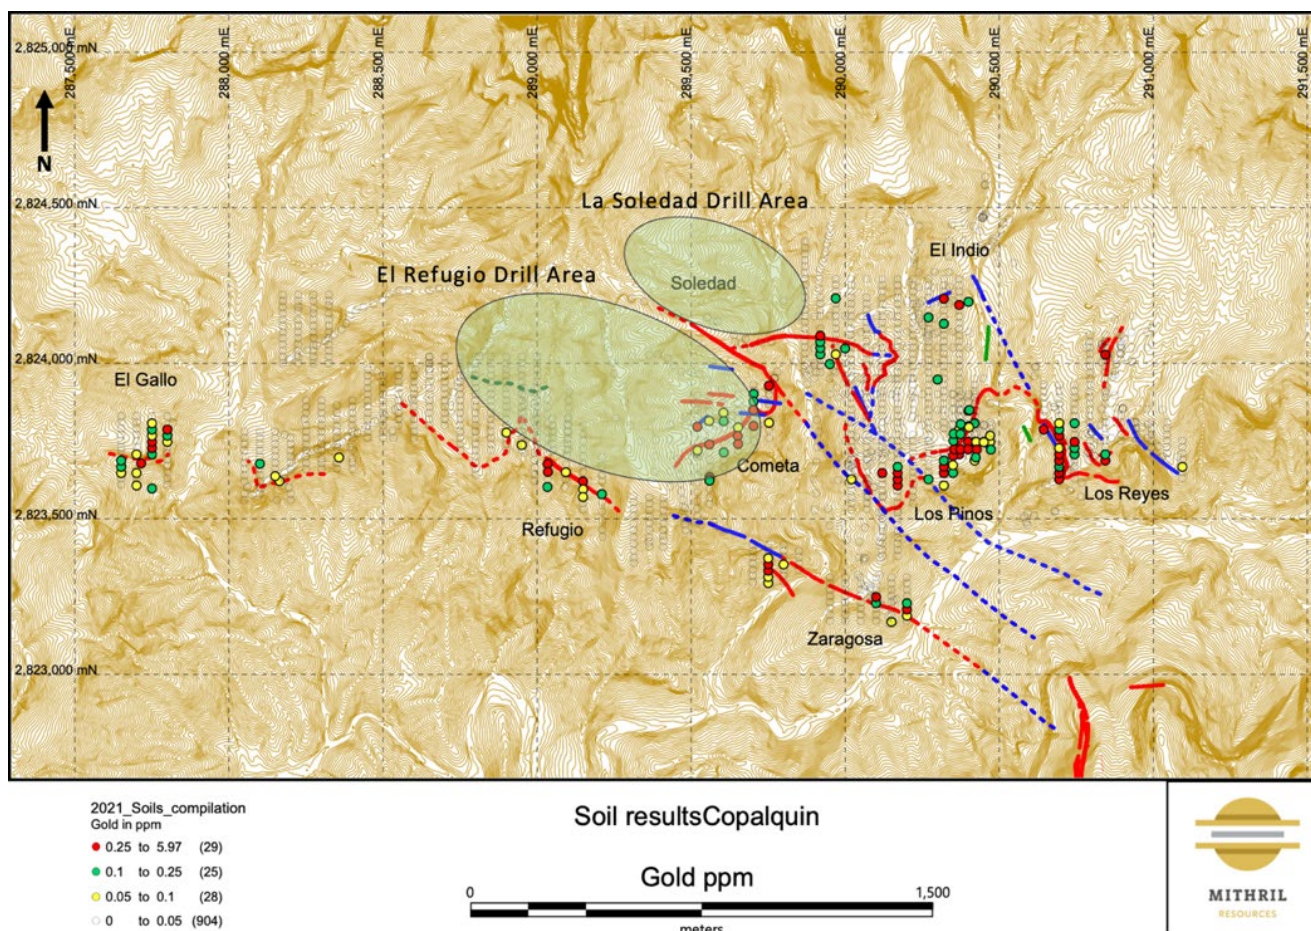 2,825,000 mN
287,500 mE
288,000 mE
288,500 mE
289,000 mE
289,500 mE
290,000 mE
290,500 mE
291,000 mE
291,500 mE
N
2,824,500 mN
La Soledad Drill Area
El Indio
El Refugio Drill Area
Soledad
2,824,000 mN
El Gallo
Cometa
Los Reyes
Los Pinos
2,823,500 mN
Refugio
Zaragosa
2,823,000 mN
2021_Soils_compilation
Gold in ppm
0.25 to 5.97 (29)
0.1 to 0.25 (25)
0.05 to 0.1 (28)
0 to 0.05 (904)
Soil resultsCopalquin
Gold ppm
0 1,500
meters
MITHRIL
RESOURCES